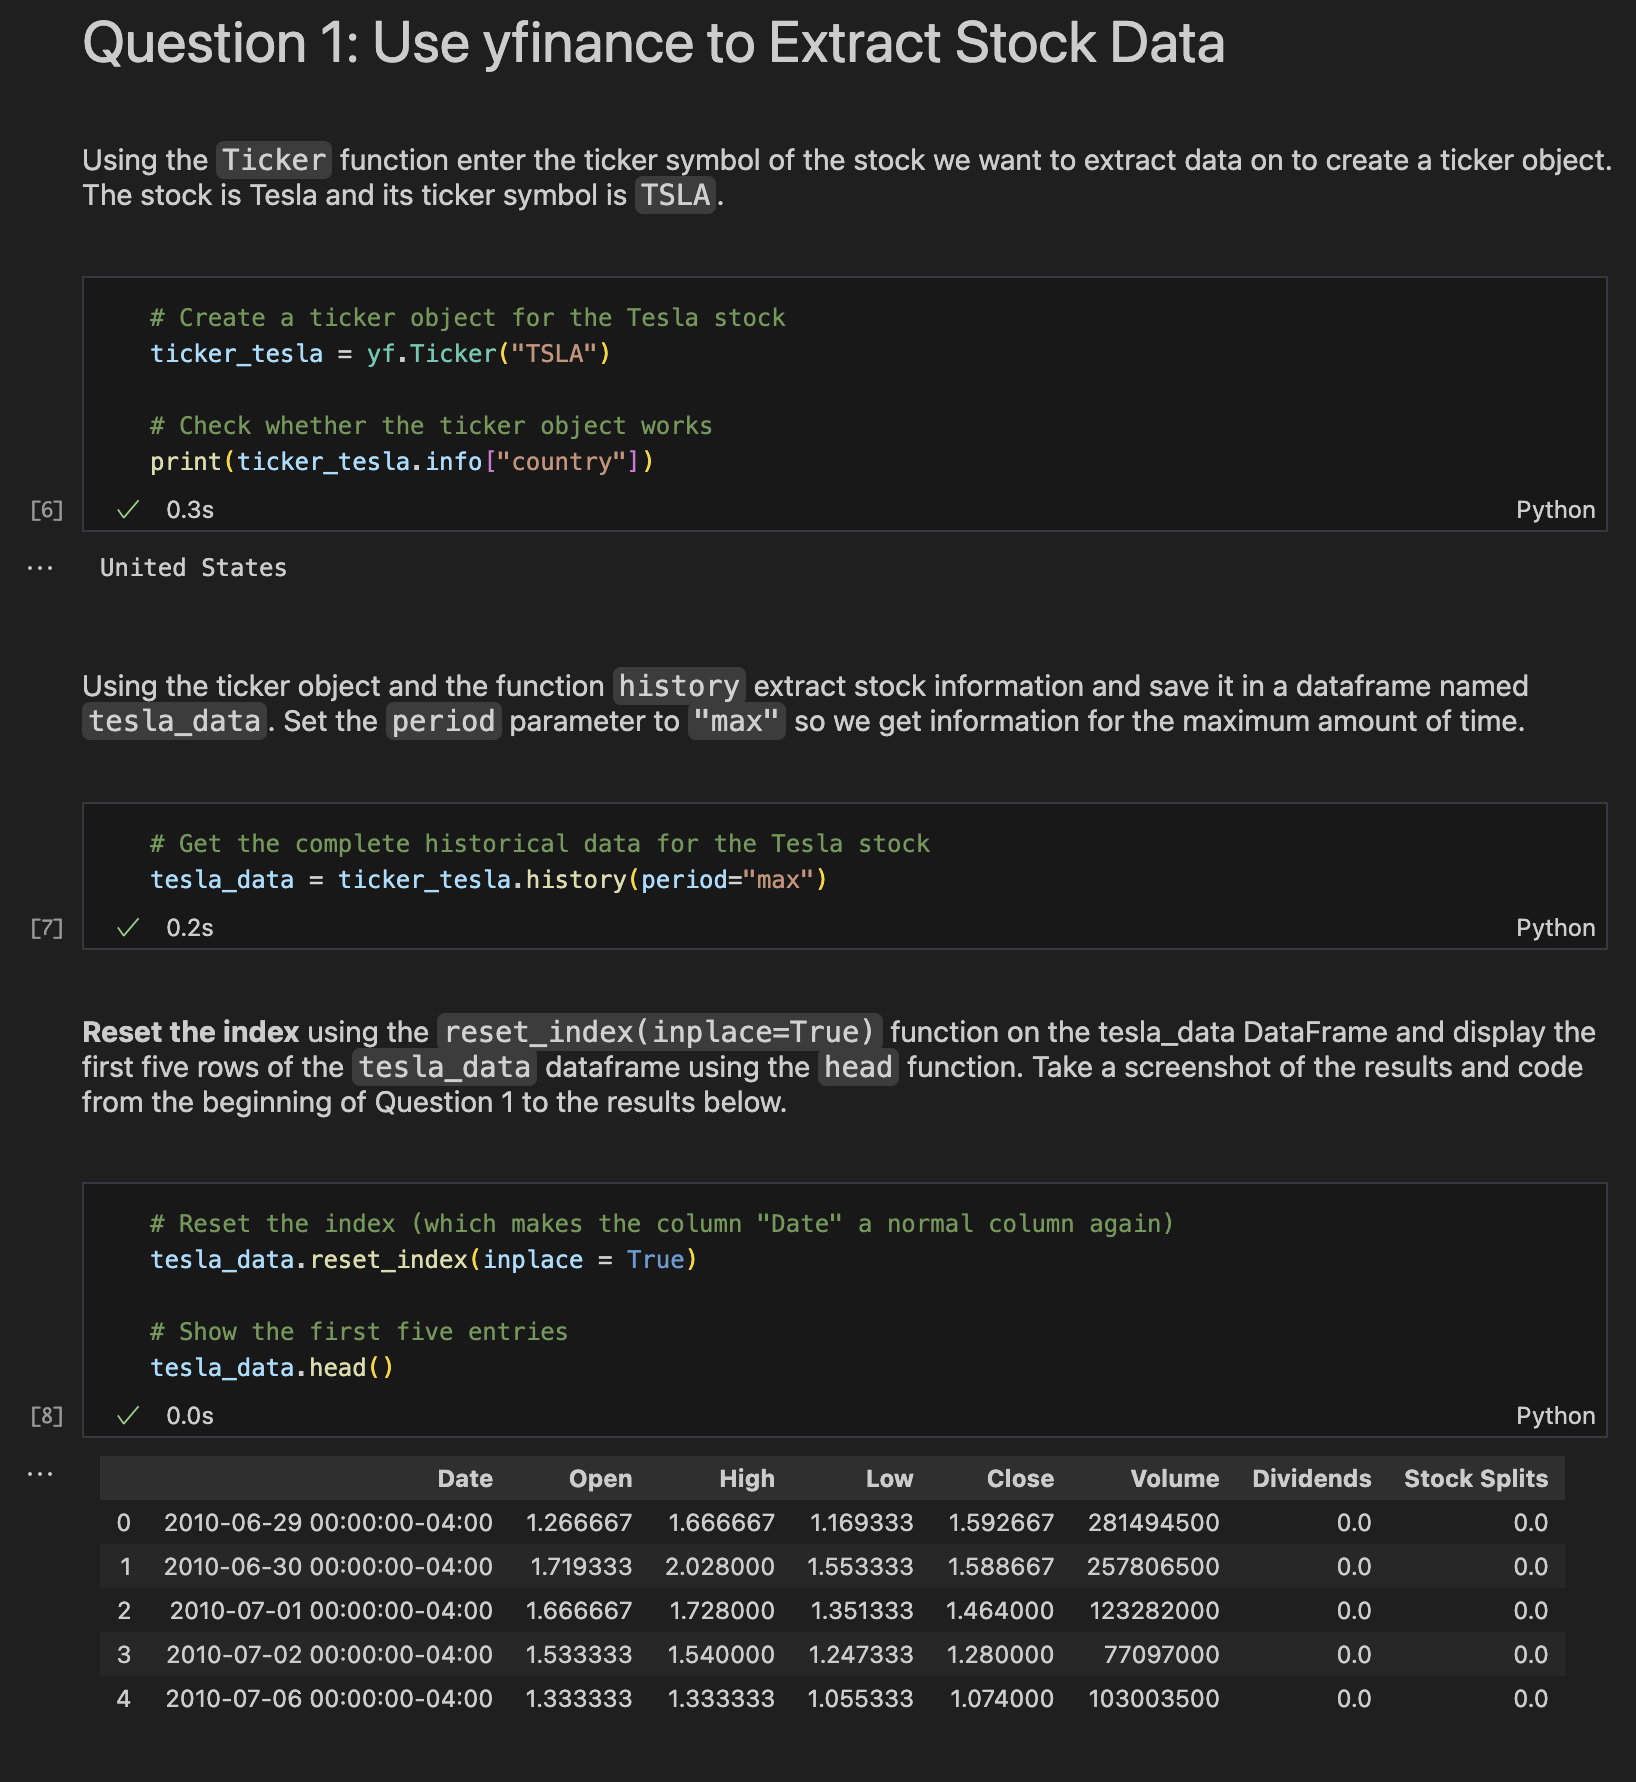 Question 1: Use yfinance to Extract Stock Data
Using the Ticker function enter the ticker symbol of the stock we want to extract data on to create a ticker object.
The stock is Tesla and its ticker symbol is TSLA.
# Create a ticker object for the Tesla stock
ticker_tesla = yf.Ticker("TSLA")
# Check whether the ticker object works
print(ticker_tesla.info["country"])
[6] ✓ 0.3s Python
... United States
Using the ticker object and the function history extract stock information and save it in a dataframe named
tesla_data. Set the period parameter to "max" so we get information for the maximum amount of time.
# Get the complete historical data for the Tesla stock
tesla_data = ticker_tesla.history(period="max")
[7] ✓ 0.2s Python
Reset the index using the reset_index(inplace=True) function on the tesla_data DataFrame and display the
first five rows of the tesla_data dataframe using the head function. Take a screenshot of the results and code
from the beginning of Question 1 to the results below.
# Reset the index (which makes the column "Date" a normal column again)
tesla_data.reset_index(inplace = True)
# Show the first five entries
tesla_data.head()
[8] ✓ 0.0s Python
...
Date Open High Low Close Volume Dividends Stock Splits
0 2010-06-29 00:00:00-04:00 1.266667 1.666667 1.169333 1.592667 281494500 0.0 0.0
1 2010-06-30 00:00:00-04:00 1.719333 2.028000 1.553333 1.588667 257806500 0.0 0.0
2 2010-07-01 00:00:00-04:00 1.666667 1.728000 1.351333 1.464000 123282000 0.0 0.0
3 2010-07-02 00:00:00-04:00 1.533333 1.540000 1.247333 1.280000 77097000 0.0 0.0
4 2010-07-06 00:00:00-04:00 1.333333 1.333333 1.055333 1.074000 103003500 0.0 0.0